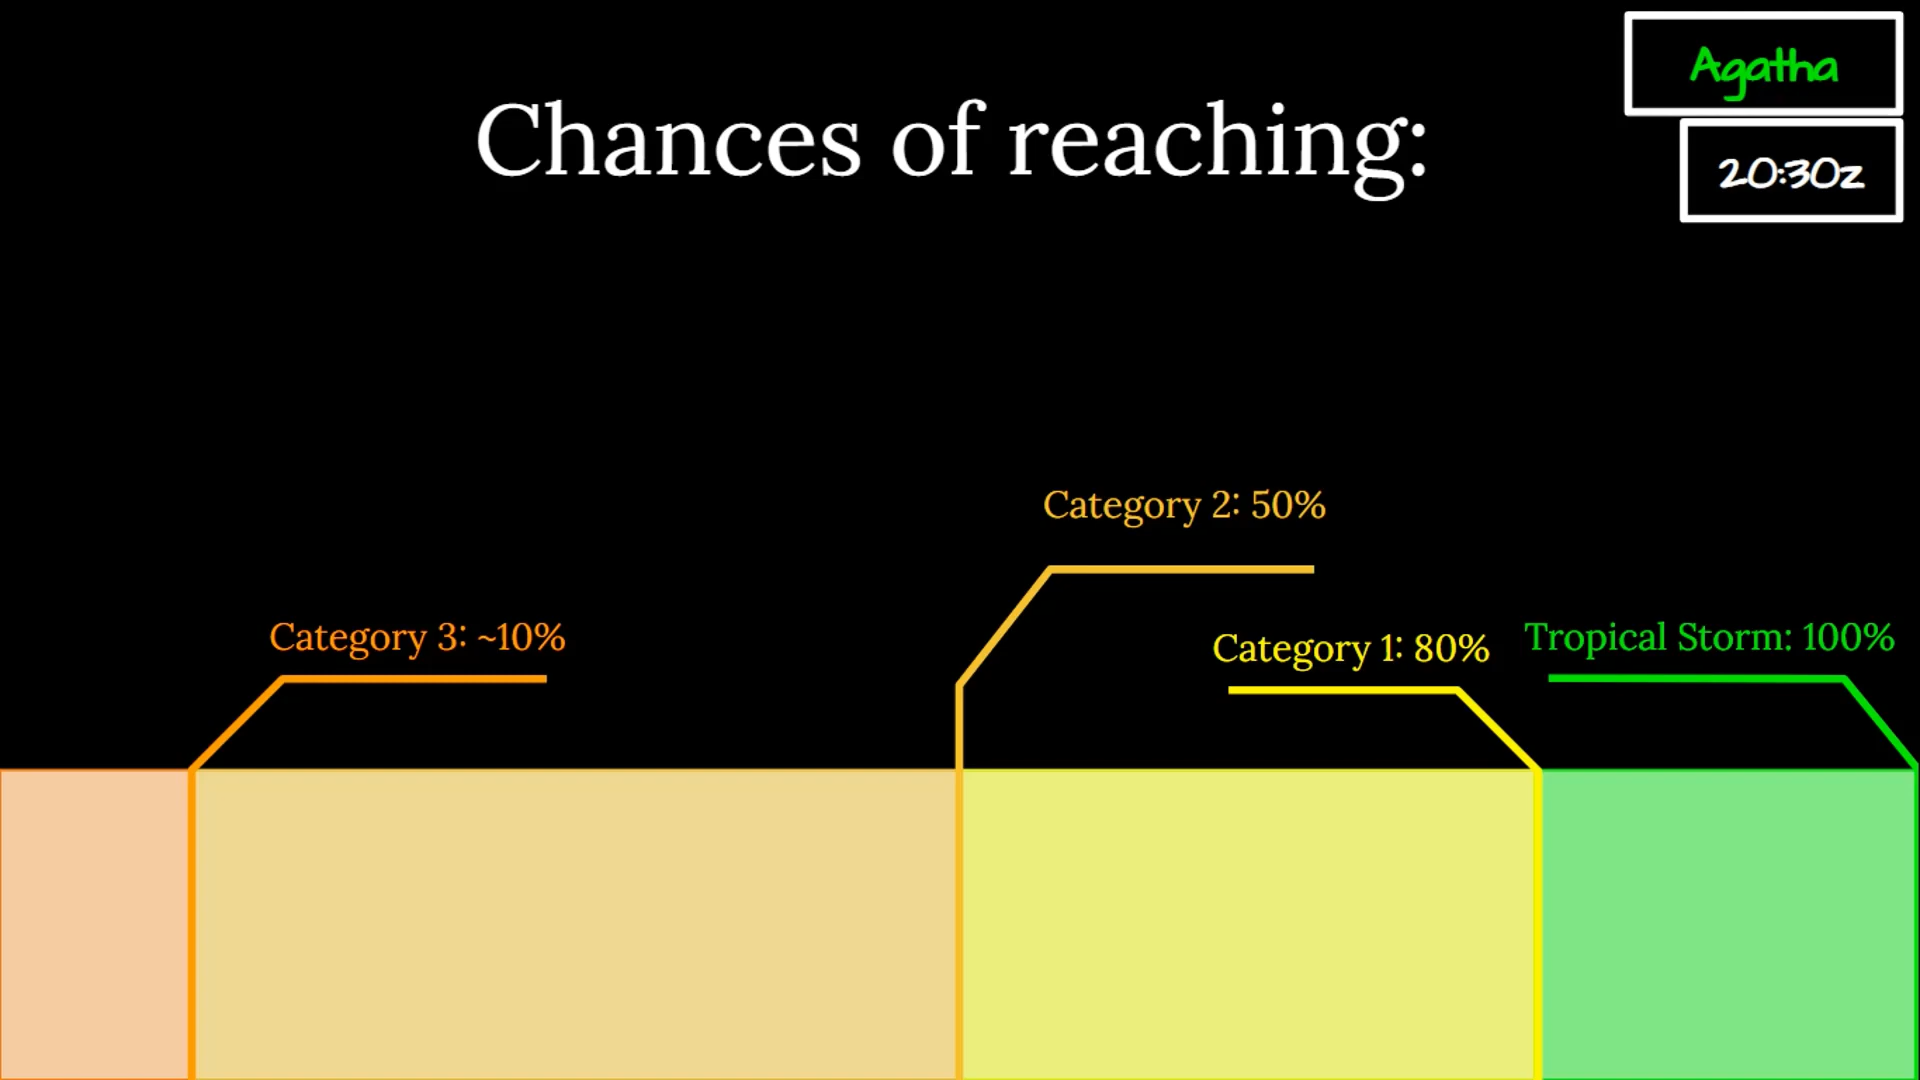 Agatha
Chances of reaching:
20:30z
Category 2: 50%
Category 3: ~10%
Category 1: 80%
Tropical Storm: 100%